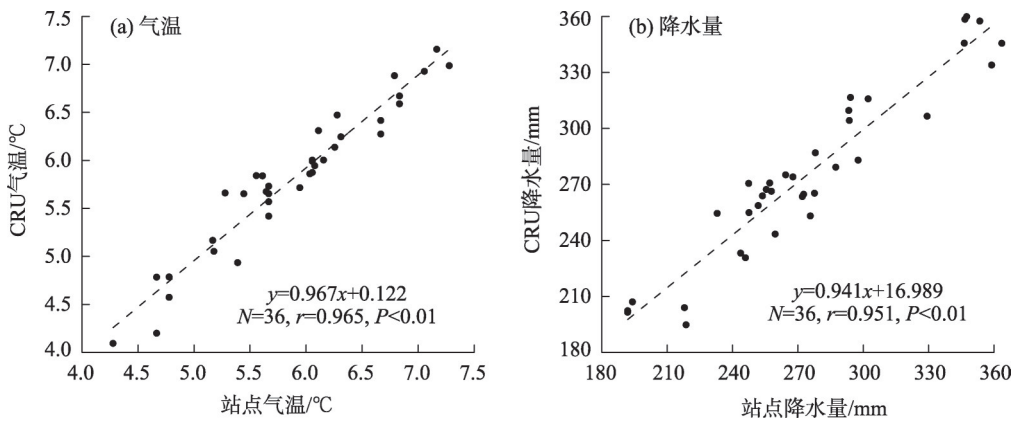 (a) 气温
CRU气温/℃
7.5
7.0
6.5
6.0
5.5
5.0
4.5
4.0
y=0.967x+0.122
N=36, r=0.965, P<0.01
4.0 4.5 5.0 5.5 6.0 6.5 7.0 7.5
站点气温/℃
(b) 降水量
CRU降水量/mm
360
330
300
270
240
210
180
y=0.941x+16.989
N=36, r=0.951, P<0.01
180 210 240 270 300 330 360
站点降水量/mm